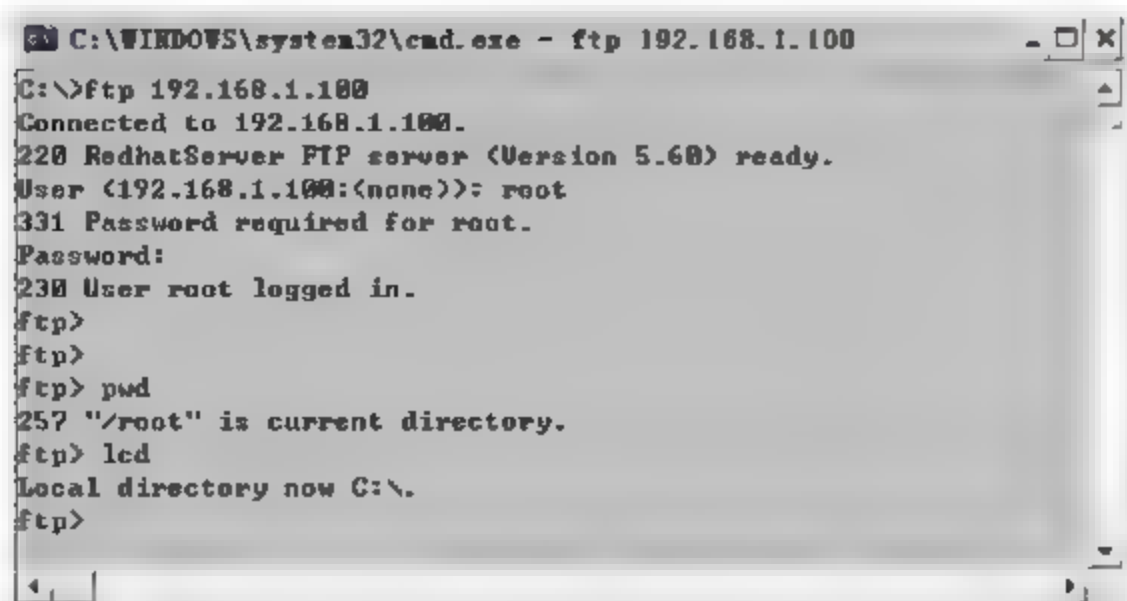 C:\WINDOWS\system32\cmd.exe - ftp 192.168.1.100
C:\>ftp 192.168.1.100
Connected to 192.168.1.100.
220 RedhatServer FTP server (Version 5.60) ready.
User (192.168.1.100:(none)): root
331 Password required for root.
Password:
230 User root logged in.
ftp>
ftp>
ftp> pwd
257 "/root" is current directory.
ftp> lcd
Local directory now C:\.
ftp>